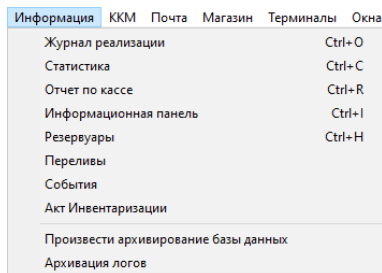 Информация ККМ Почта Магазин Терминалы Окна
Журнал реализации Ctrl+O
Статистика Ctrl+C
Отчет по кассе Ctrl+R
Информационная панель Ctrl+I
Резервуары Ctrl+H
Переливы
События
Акт Инвентаризации
Произвести архивирование базы данных
Архивация логов